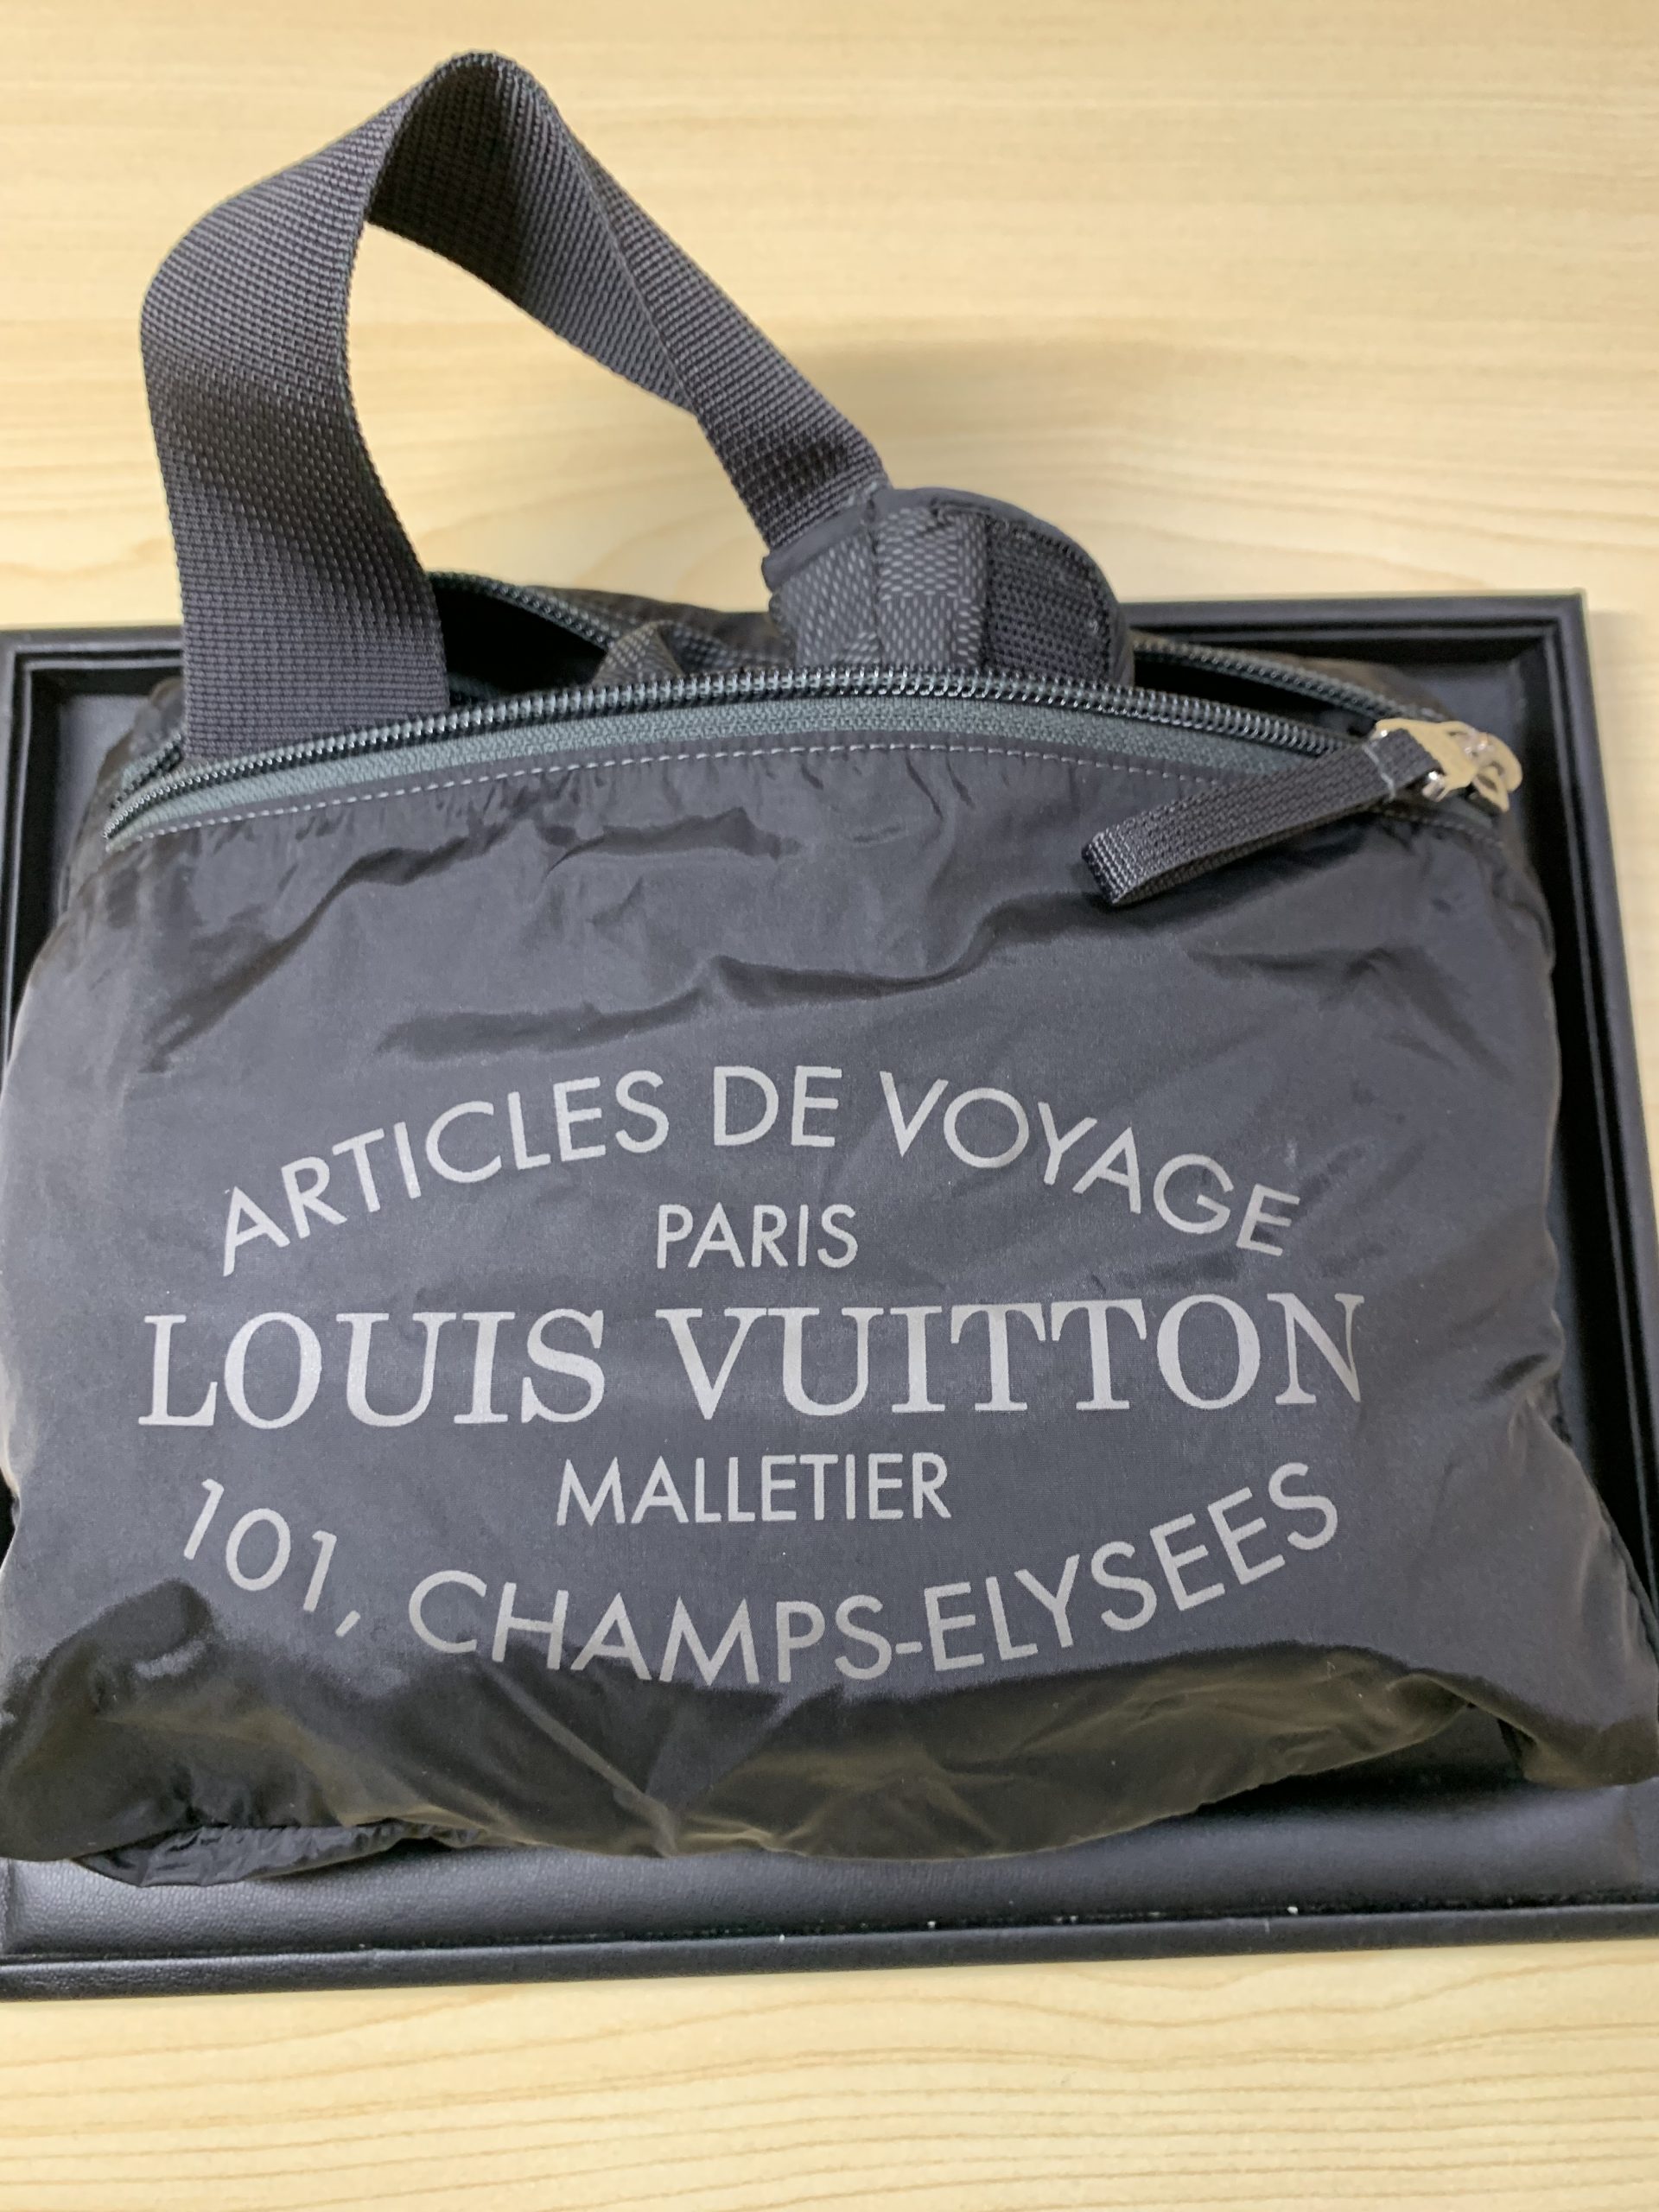 ARTICLES DE VOYAGE
PARIS
LOUIS VUITTON
MALLETIER
101, CHAMPS-ELYSEES